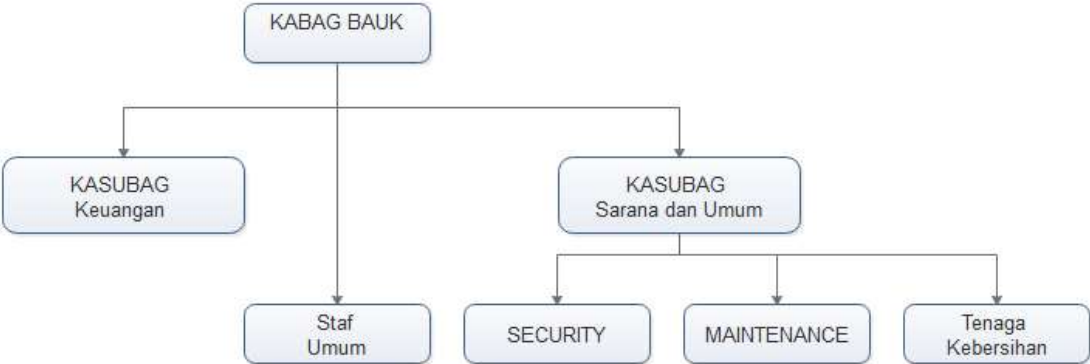 KABAG BAUK
KASUBAG
Keuangan
KASUBAG
Sarana dan Umum
Staf
Umum
SECURITY
MAINTENANCE
Tenaga
Kebersihan